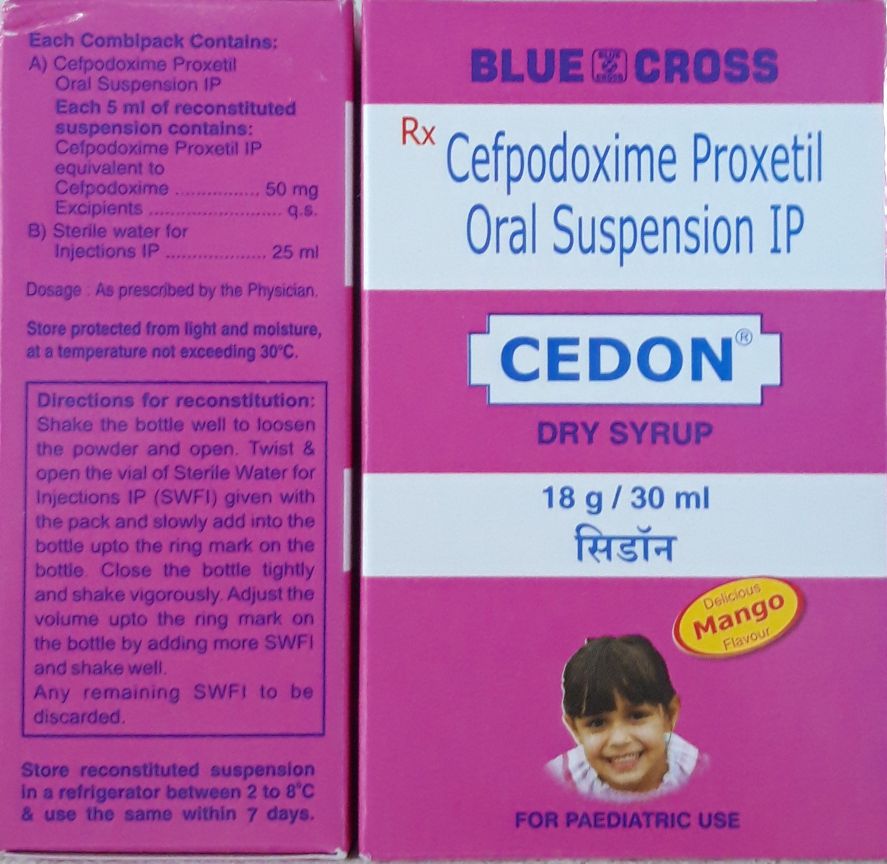 Each Combipack Contains:
A) Cefpodoxime Proxetil
Oral Suspension IP
Each 5 ml of reconstituted
suspension contains:
Cefpodoxime Proxetil IP
equivalent to
Cefpodoxime ................ 50 mg
Excipients ......................... q.s.
B) Sterile water for
Injections IP ................... 25 ml
Dosage : As prescribed by the Physician.
Store protected from light and moisture,
at a temperature not exceeding 30°C.
Directions for reconstitution:
Shake the bottle well to loosen
the powder and open. Twist &
open the vial of Sterile Water for
Injections IP (SWFI) given with
the pack and slowly add into the
bottle upto the ring mark on the
bottle. Close the bottle tightly
and shake vigorously. Adjust the
volume upto the ring mark on
the bottle by adding more SWFI
and shake well.
Any remaining SWFI to be
discarded.
Store reconstituted suspension
in a refrigerator between 2 to 8°C
& use the same within 7 days.
BLUE BLUE CROSS CROSS
Rx Cefpodoxime Proxetil
Oral Suspension IP
CEDON®
DRY SYRUP
18 g / 30 ml
सिडॉन
Delicious
Mango
Flavour
FOR PAEDIATRIC USE